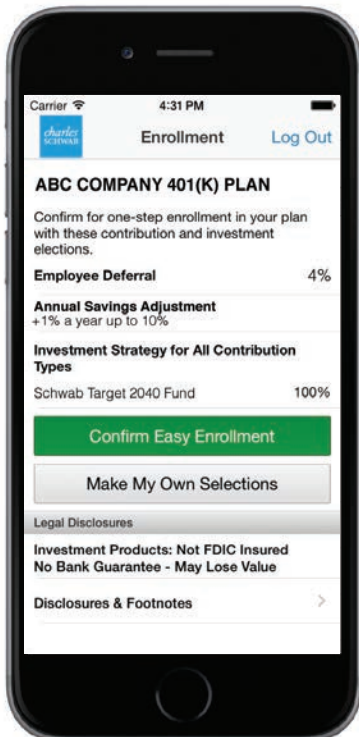 Carrier 4:31 PM
charles SCHWAB Enrollment Log Out
ABC COMPANY 401(K) PLAN
Confirm for one-step enrollment in your plan
with these contribution and investment
elections.
Employee Deferral 4%
Annual Savings Adjustment
+1% a year up to 10%
Investment Strategy for All Contribution
Types
Schwab Target 2040 Fund 100%
Confirm Easy Enrollment
Make My Own Selections
Legal Disclosures
Investment Products: Not FDIC Insured
No Bank Guarantee - May Lose Value
Disclosures & Footnotes